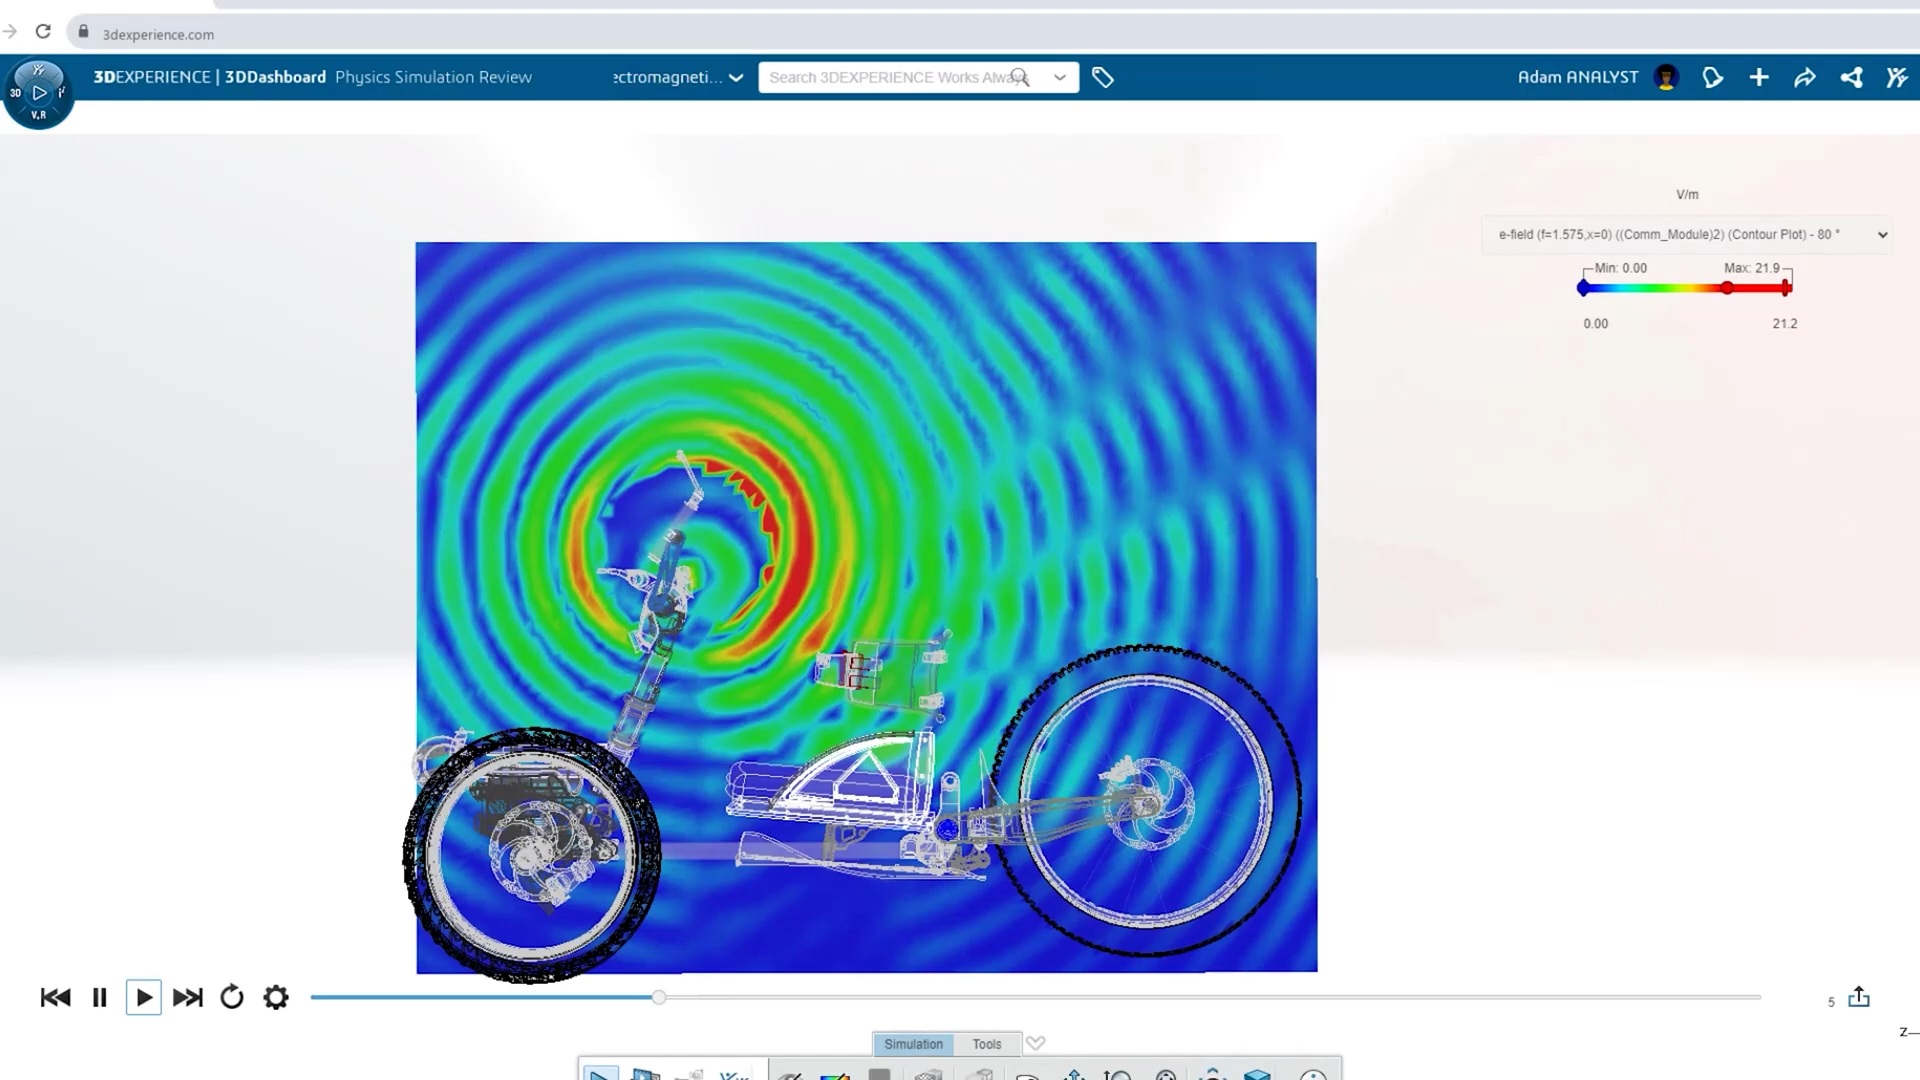 3dexperience.com
3DEXPERIENCE | 3DDashboard Physics Simulation Review
ectromagneti...
Search 3DEXPERIENCE Works Always
Adam ANALYST
3D
V.R
V/m
e-field (f=1.575,x=0) ((Comm_Module)2) (Contour Plot) - 80 °
Min: 0.00 Max: 21.9
0.00 21.2
5
Z
Simulation Tools